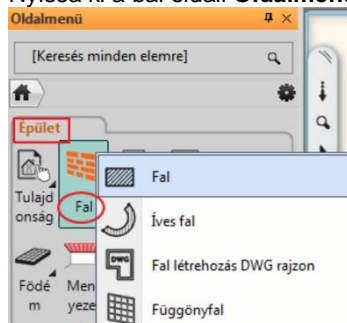 Nyissa ki a bal oldali Oldalmenü
Oldalmenü
[Keresés minden elemre]
Épület
Tulajd
onság
Fal
Födé
m
Men
yeze
Fal
Íves fal
Fal létrehozás DWG rajzon
Függönyfal